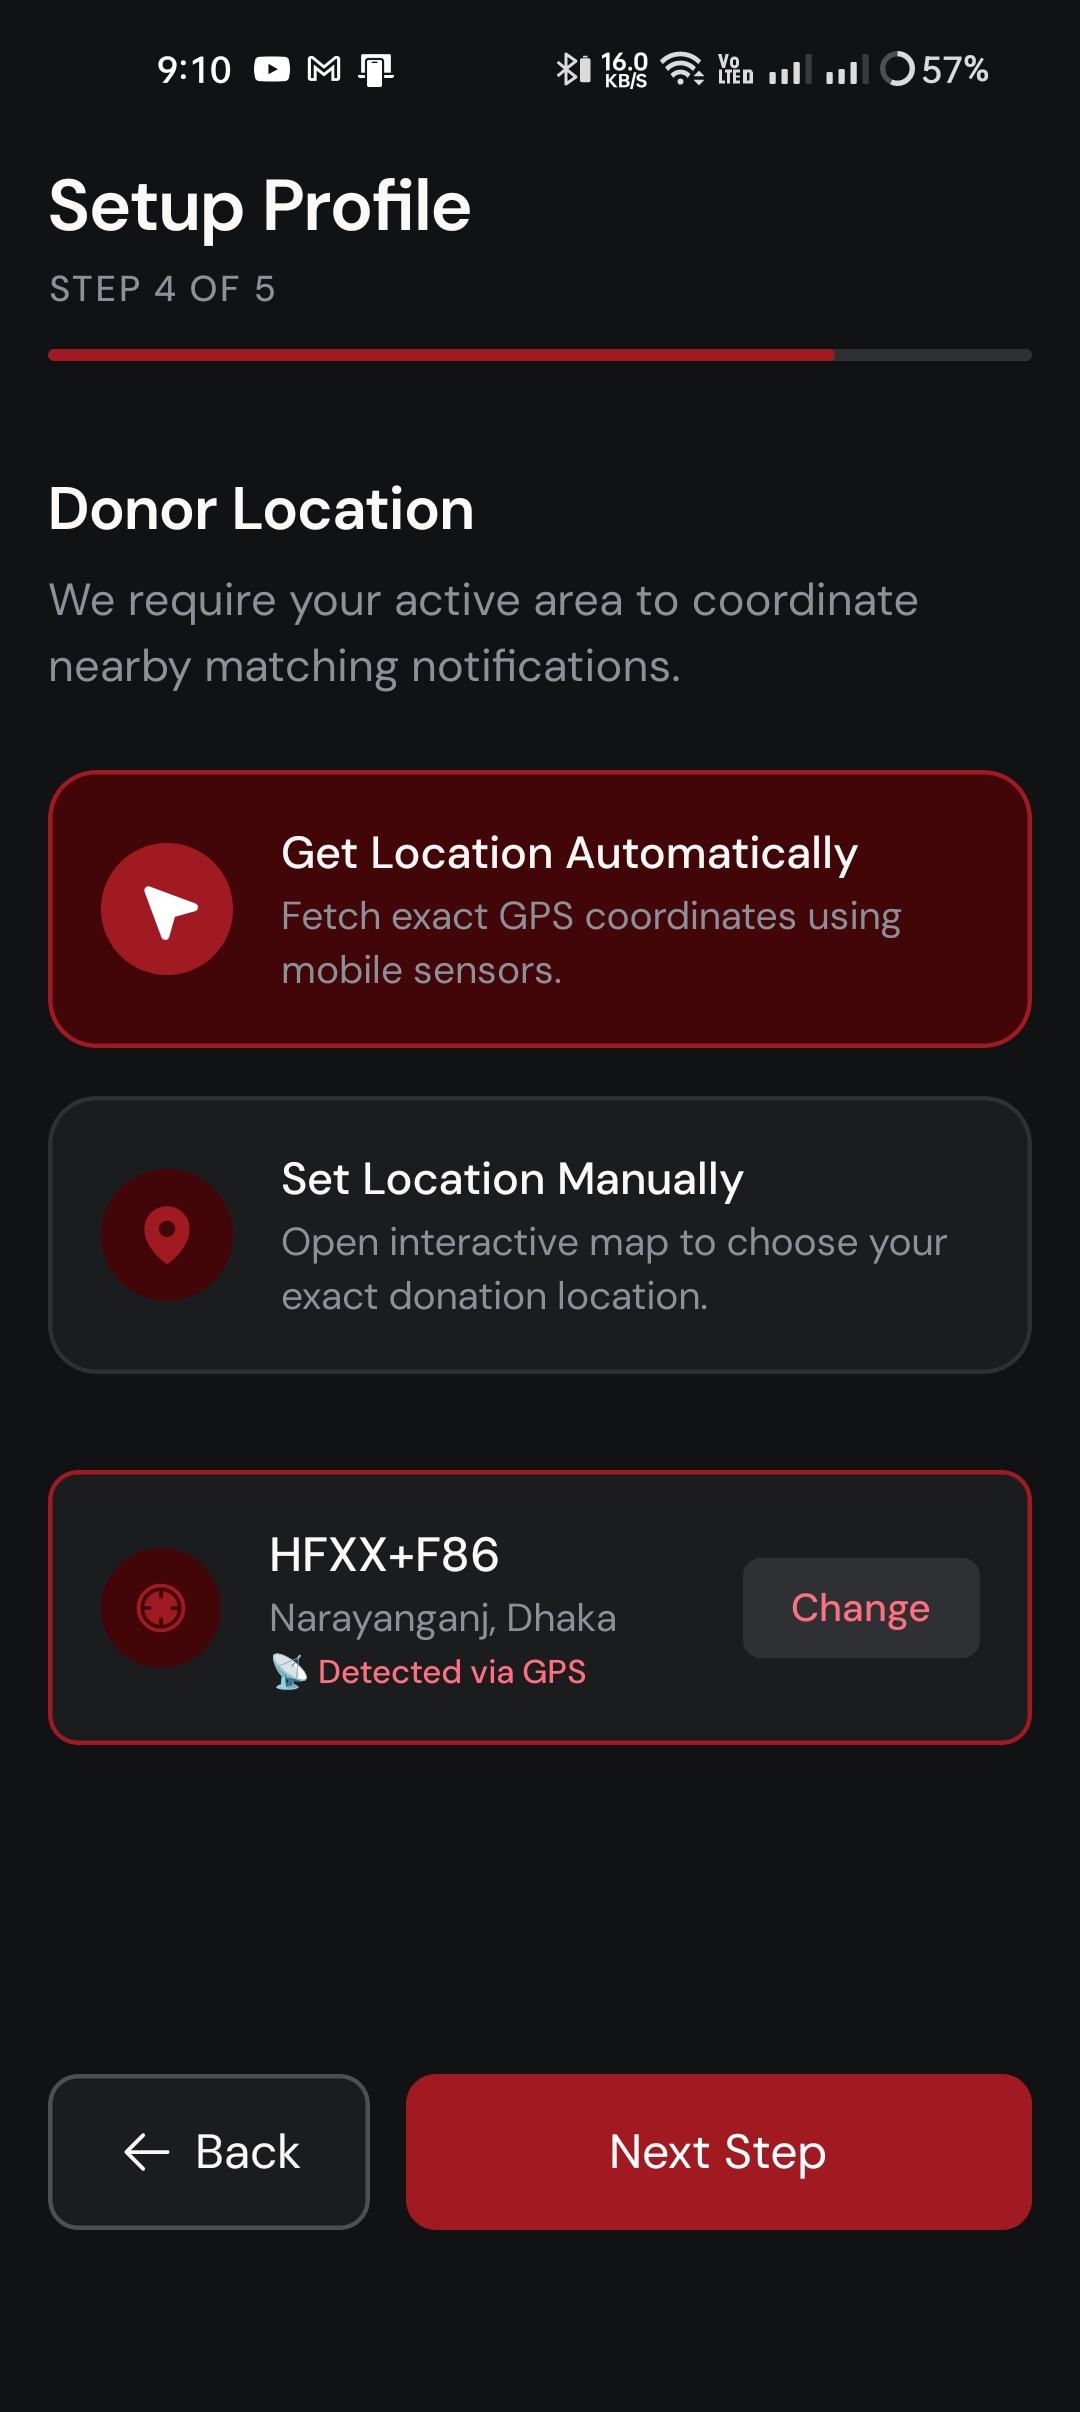 9:10 16.0 KB/S Vo LTE 57%
Setup Profile
STEP 4 OF 5
Donor Location
We require your active area to coordinate
nearby matching notifications.
Get Location Automatically
Fetch exact GPS coordinates using
mobile sensors.
Set Location Manually
Open interactive map to choose your
exact donation location.
HFXX+F86
Narayanganj, Dhaka
📡 Detected via GPS
Change
Back
Next Step